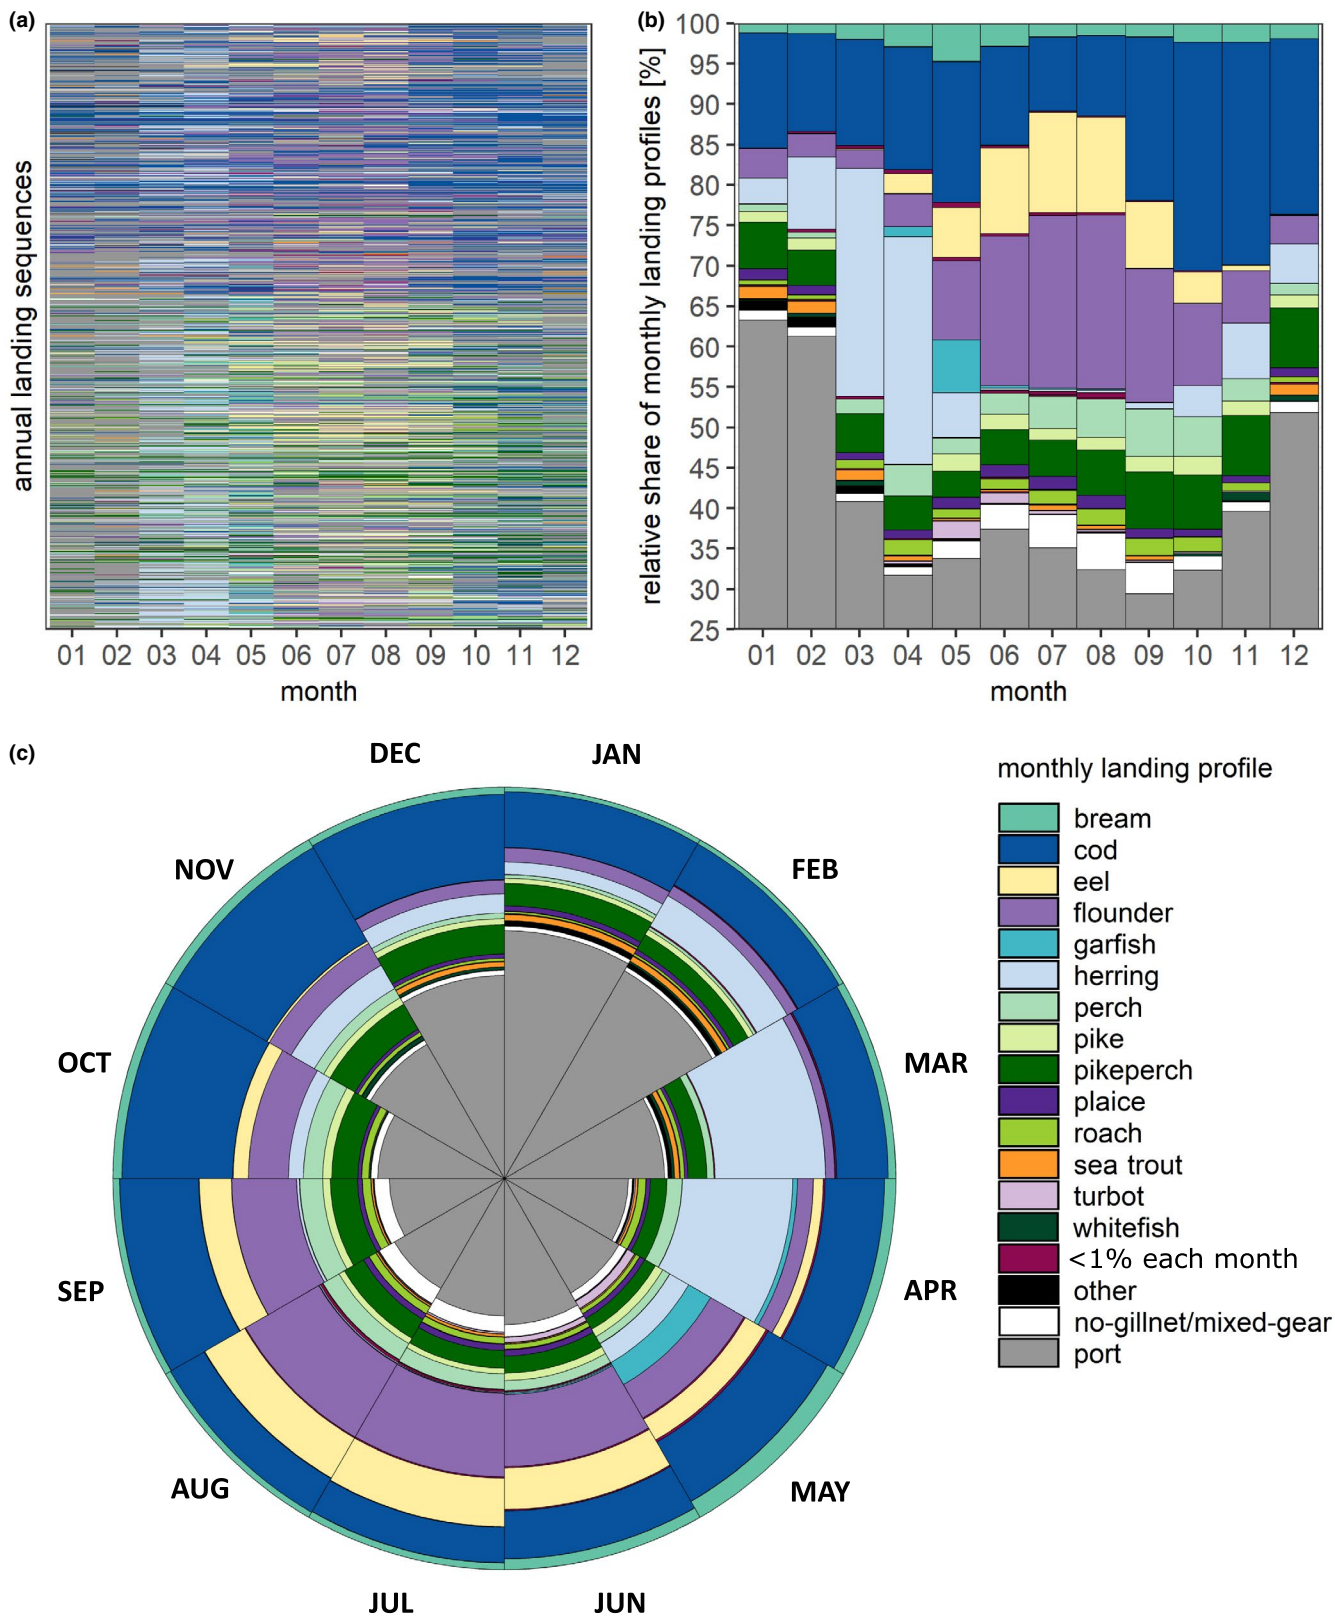 (a)
annual landing sequences
01 02 03 04 05 06 07 08 09 10 11 12
month
(b)
relative share of monthly landing profiles [%]
100
95
90
85
80
75
70
65
60
55
50
45
40
35
30
25
01 02 03 04 05 06 07 08 09 10 11 12
month
(c)
DEC
JAN
NOV
FEB
OCT
MAR
SEP
APR
AUG
MAY
JUL
JUN
monthly landing profile
bream
cod
eel
flounder
garfish
herring
perch
pike
pikeperch
plaice
roach
sea trout
turbot
whitefish
<1% each month
other
no-gillnet/mixed-gear
port